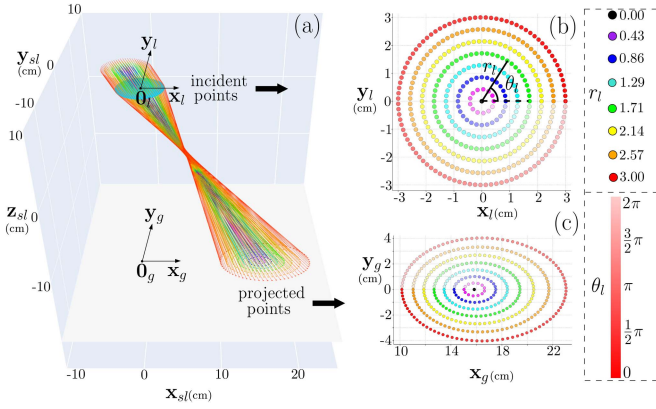 (a)
y_sl
(cm)
10
10
0
-10
z_sl
(cm)
0
-10
-10
0
10
20
x_sl(cm)
y_l
0_l
x_l
incident
points
y_g
0_g
x_g
projected
points
(b)
y_l
(cm)
3
2
1
0
-1
-2
-3
-3
-2
-1
0
1
2
3
x_l(cm)
r_l
θ_l
(c)
y_g
(cm)
4
2
0
-2
-4
10
14
18
22
x_g(cm)
r_l
0.00
0.43
0.86
1.29
1.71
2.14
2.57
3.00
θ_l
2π
3/2 π
π
1/2 π
0